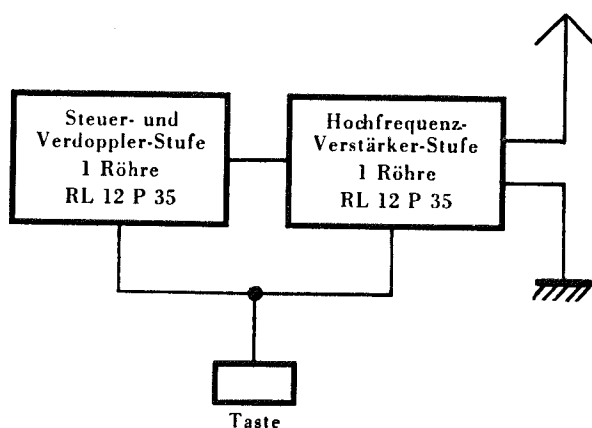 Steuer- und
Verdoppler-Stufe
1 Röhre
RL 12 P 35
Hochfrequenz-
Verstärker-Stufe
1 Röhre
RL 12 P 35
Taste